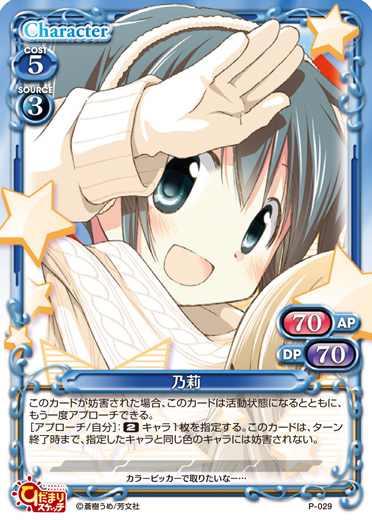 Character
COST
5
SOURCE
3
70 AP
DP 70
乃莉
このカードが妨害された場合、このカードは活動状態になるとともに、
もう一度アプローチできる。
[アプローチ/自分]:2 キャラ1枚を指定する。このカードは、ターン
終了時まで、指定したキャラと同じ色のキャラには妨害されない。
カラーピッカーで取りたいなー…
ひだまり
スケッチ
©蒼樹うめ/芳文社
P-029